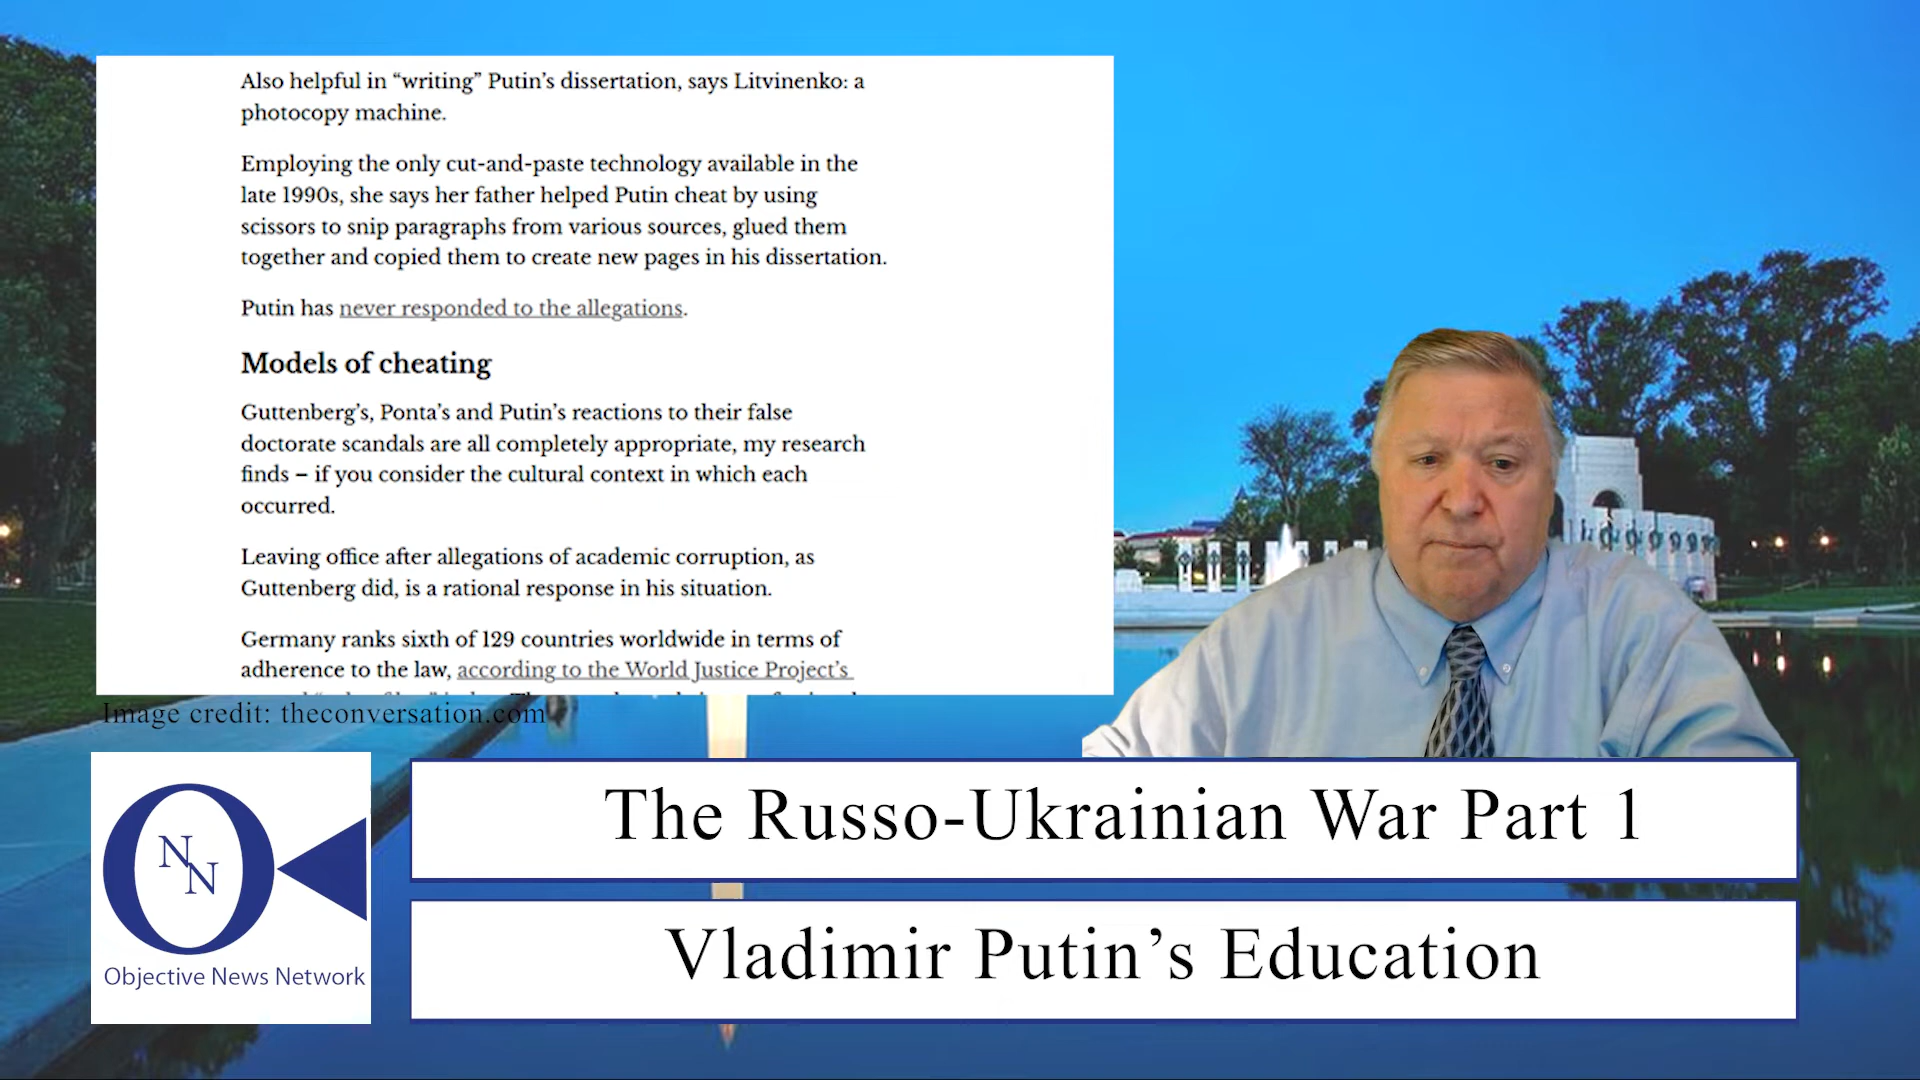 Also helpful in “writing” Putin’s dissertation, says Litvinenko: a
photocopy machine.
Employing the only cut-and-paste technology available in the
late 1990s, she says her father helped Putin cheat by using
scissors to snip paragraphs from various sources, glued them
together and copied them to create new pages in his dissertation.
Putin has never responded to the allegations.
Models of cheating
Guttenberg’s, Ponta’s and Putin’s reactions to their false
doctorate scandals are all completely appropriate, my research
finds – if you consider the cultural context in which each
occurred.
Leaving office after allegations of academic corruption, as
Guttenberg did, is a rational response in his situation.
Germany ranks sixth of 129 countries worldwide in terms of
adherence to the law, according to the World Justice Project’s
Image credit: theconversation.com
O
N
N
Objective News Network
The Russo-Ukrainian War Part 1
Vladimir Putin’s Education